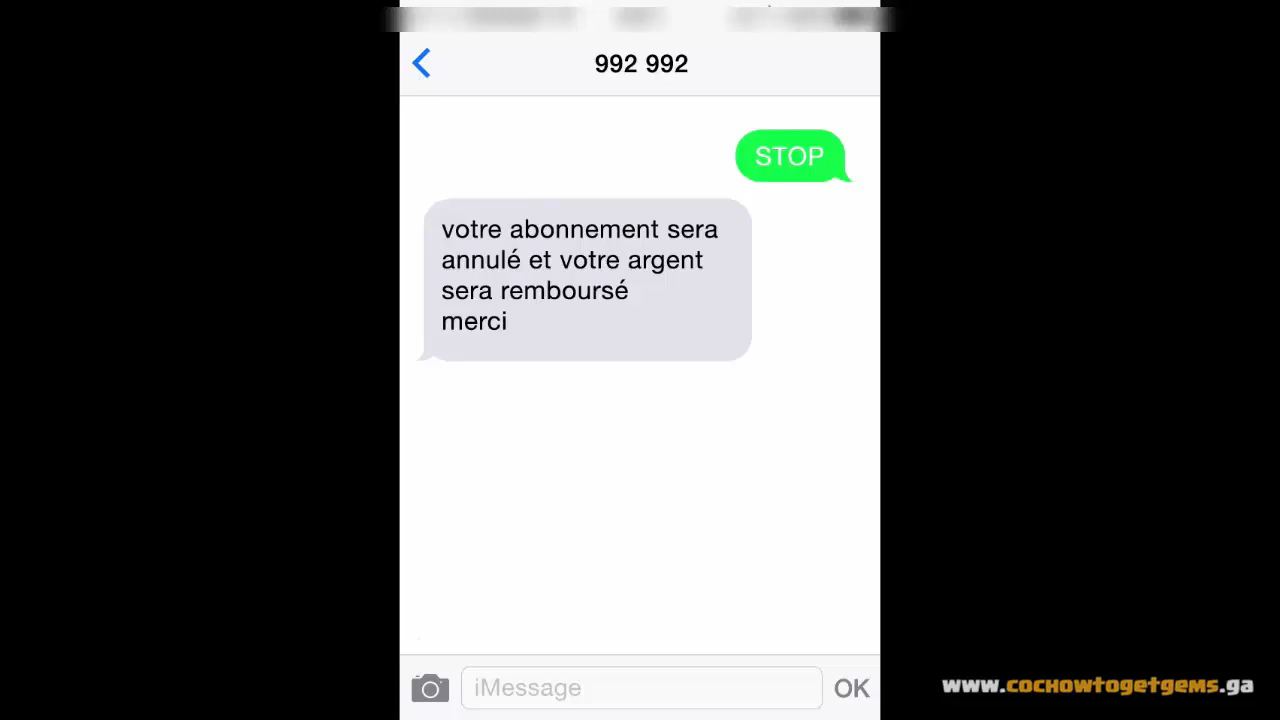 992 992
STOP
votre abonnement sera
annulé et votre argent
sera remboursé
merci
iMessage
OK
www.cochowtogetgems.ga